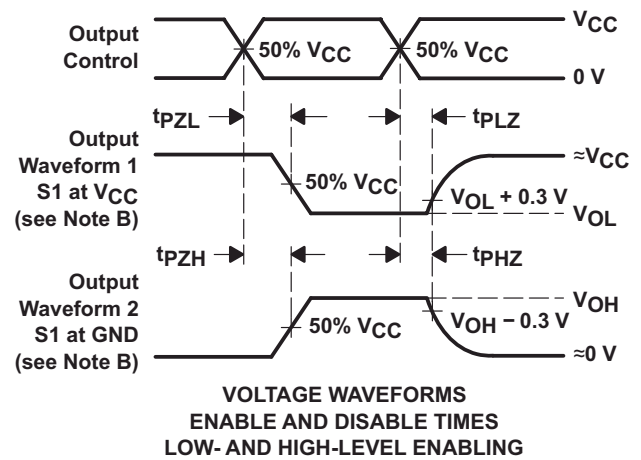 Output
Control
50% VCC
50% VCC
VCC
0 V
tPZL
tPLZ
Output
Waveform 1
S1 at VCC
(see Note B)
50% VCC
≈VCC
VOL + 0.3 V
VOL
tPZH
tPHZ
Output
Waveform 2
S1 at GND
(see Note B)
50% VCC
VOH
VOH − 0.3 V
≈0 V
VOLTAGE WAVEFORMS
ENABLE AND DISABLE TIMES
LOW- AND HIGH-LEVEL ENABLING